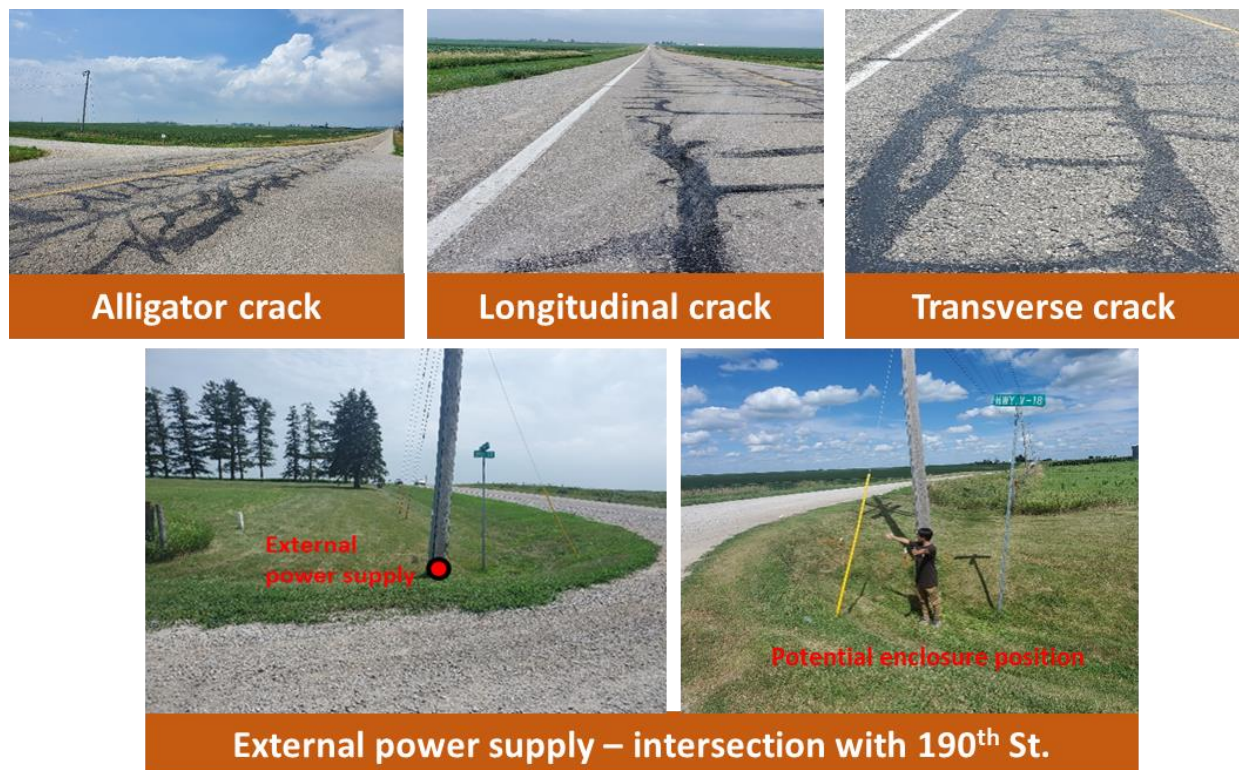 Alligator crack
Longitudinal crack
Transverse crack
External
power supply
HWY. V-18
Potential enclosure position
External power supply – intersection with 190th St.